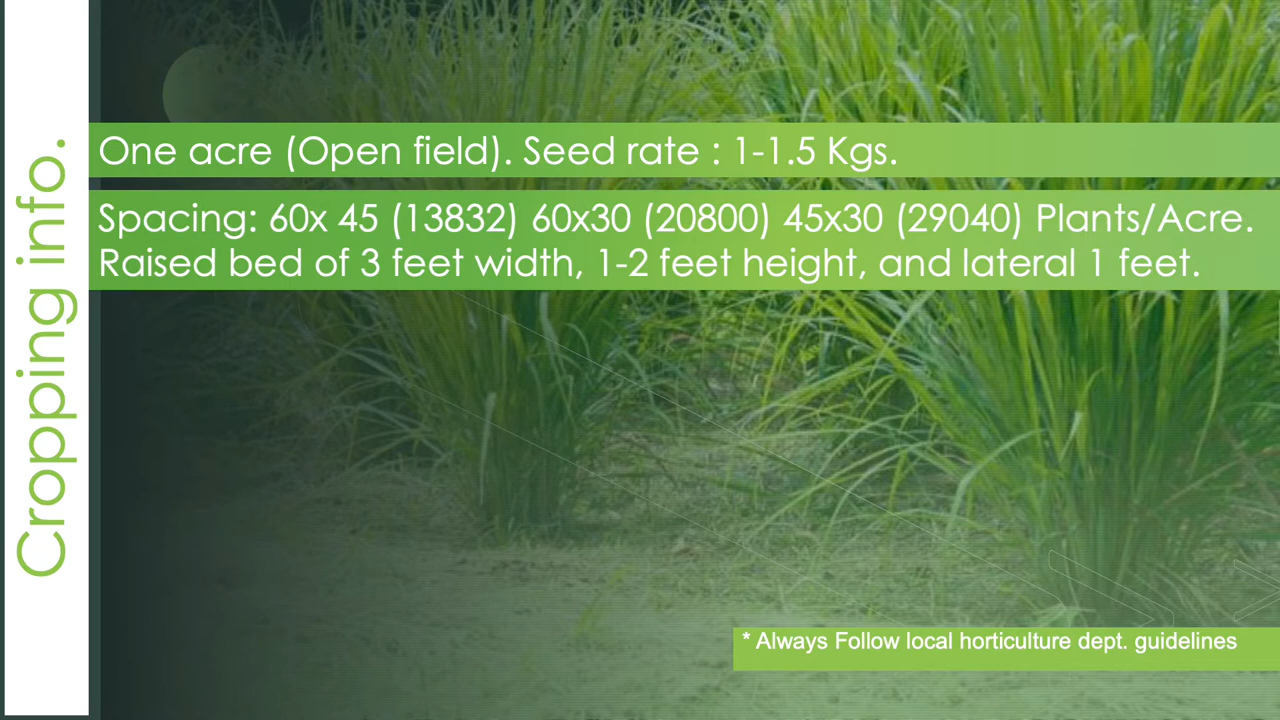 Cropping info.
One acre (Open field). Seed rate : 1-1.5 Kgs.
Spacing: 60x 45 (13832) 60x30 (20800) 45x30 (29040) Plants/Acre.
Raised bed of 3 feet width, 1-2 feet height, and lateral 1 feet.
* Always Follow local horticulture dept. guidelines